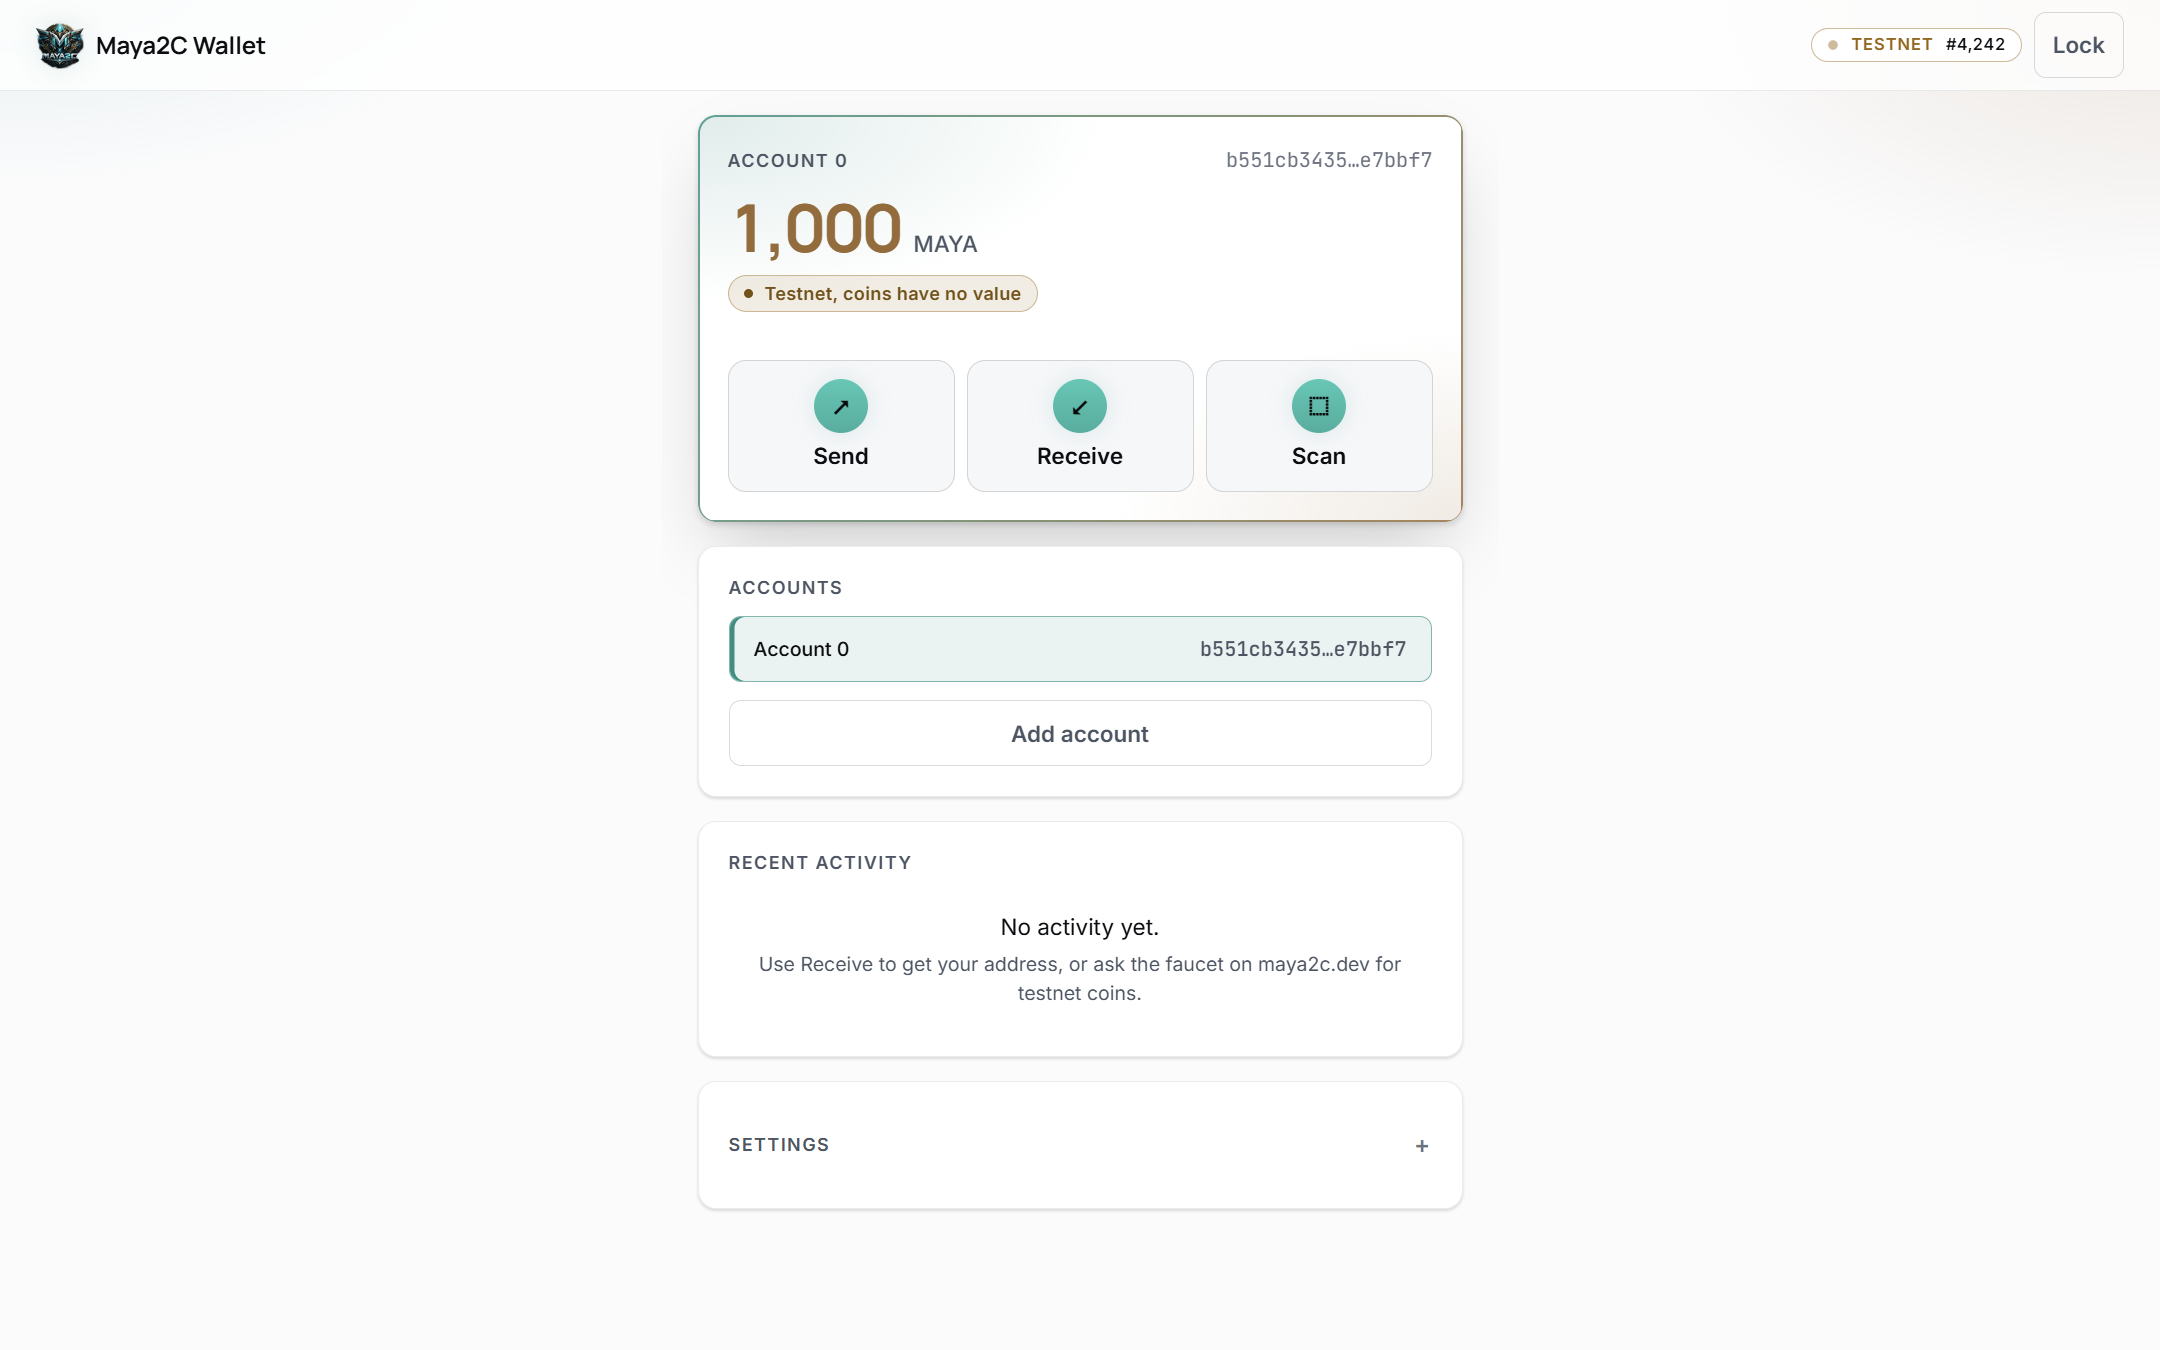 MAYA2C
Maya2C Wallet
TESTNET #4,242
Lock
ACCOUNT 0
b551cb3435…e7bbf7
1,000 MAYA
Testnet, coins have no value
Send
Receive
Scan
ACCOUNTS
Account 0
b551cb3435…e7bbf7
Add account
RECENT ACTIVITY
No activity yet.
Use Receive to get your address, or ask the faucet on maya2c.dev for
testnet coins.
SETTINGS
+